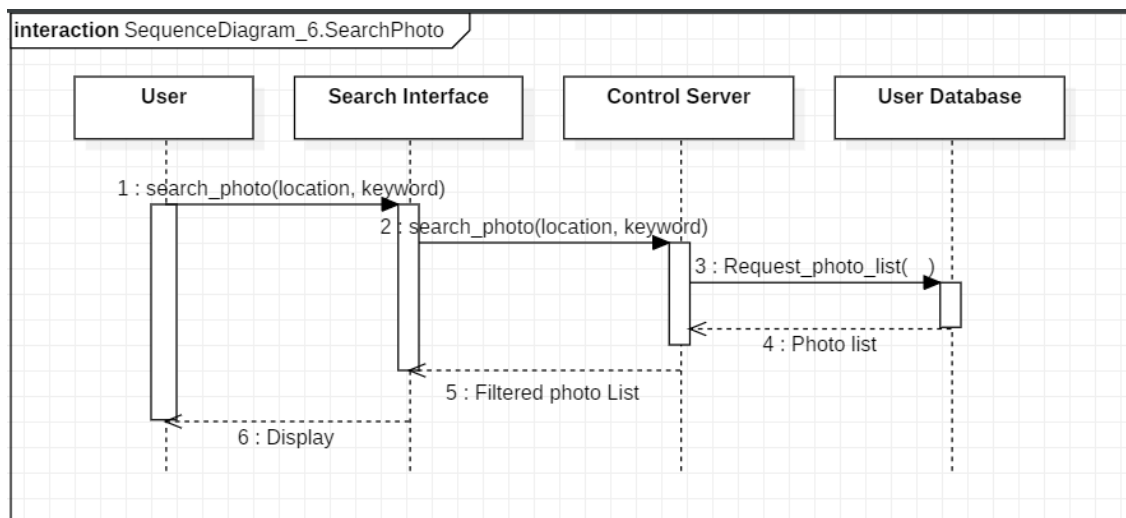 interaction SequenceDiagram_6.SearchPhoto
User
Search Interface
Control Server
User Database
1 : search_photo(location, keyword)
2 : search_photo(location, keyword)
3 : Request_photo_list( )
4 : Photo list
5 : Filtered photo List
6 : Display